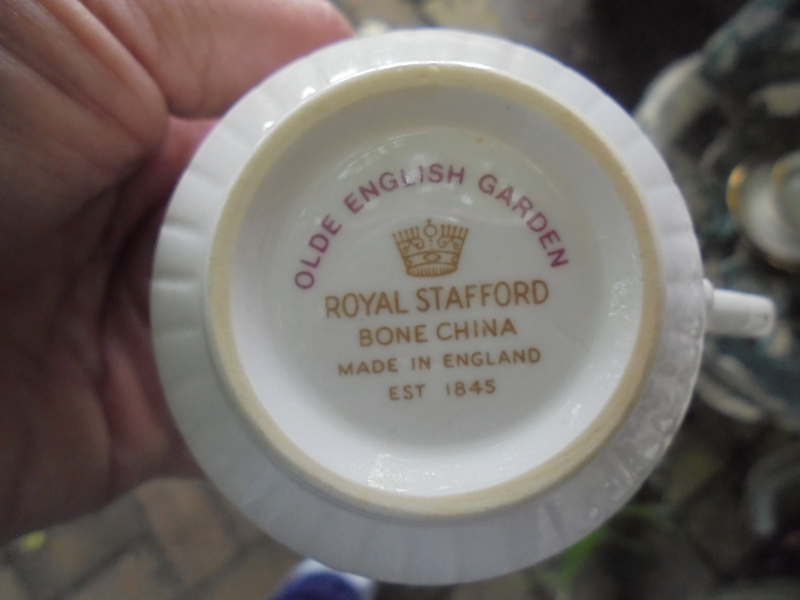 OLDE ENGLISH GARDEN
ROYAL STAFFORD
BONE CHINA
MADE IN ENGLAND
EST 1845